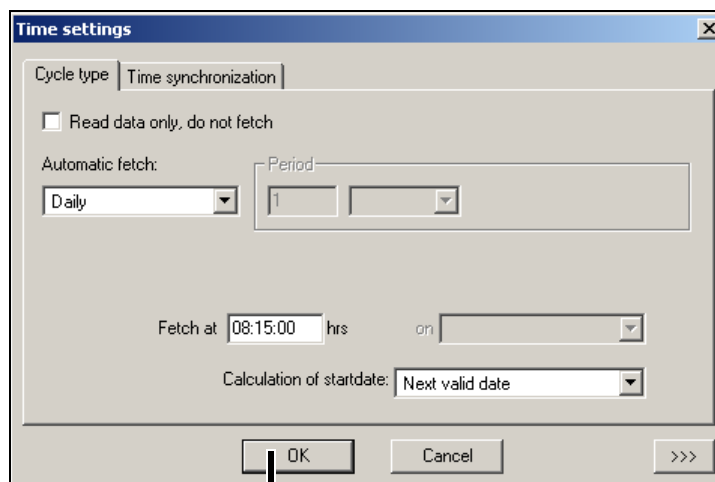 Time settings
Cycle type Time synchronization
Read data only, do not fetch
Automatic fetch: Period
Daily 1
Fetch at 08:15:00 hrs on
Calculation of startdate: Next valid date
OK Cancel >>>